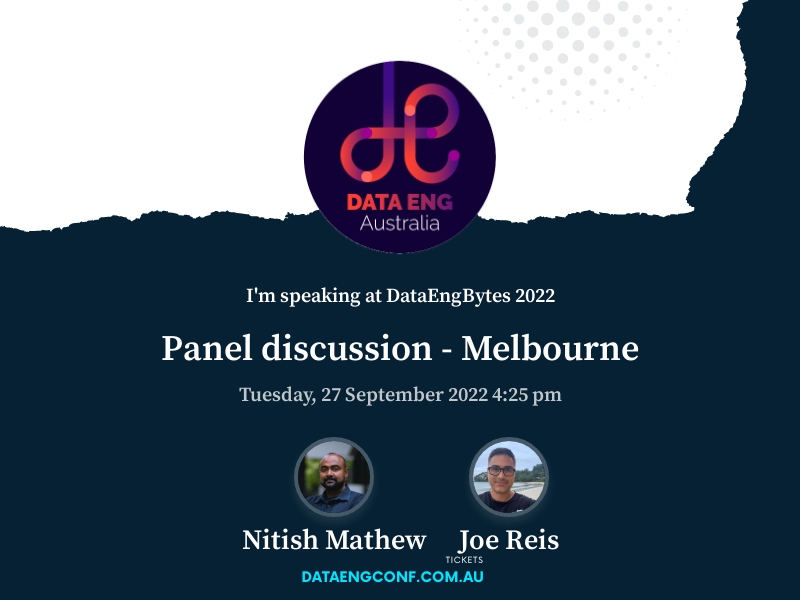 DATA ENG
Australia
I'm speaking at DataEngBytes 2022
Panel discussion - Melbourne
Tuesday, 27 September 2022 4:25 pm
Nitish Mathew
Joe Reis
TICKETS
DATAENGCONF.COM.AU